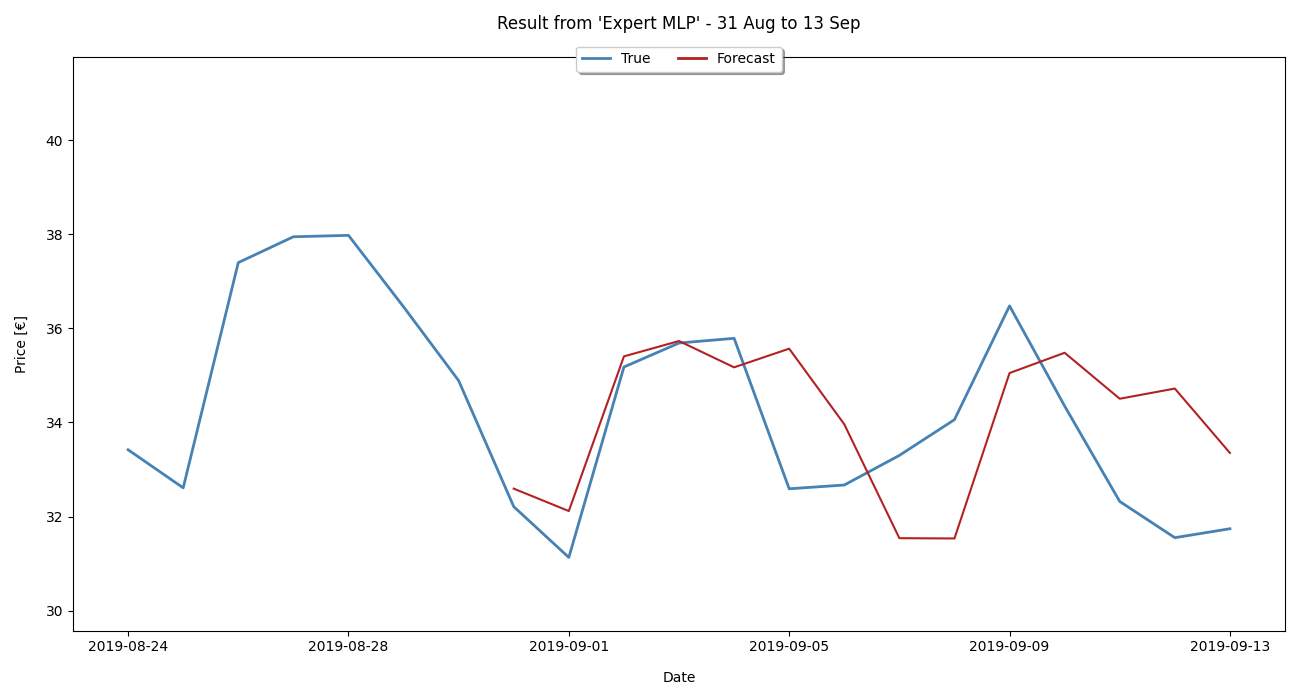 Result from 'Expert MLP' - 31 Aug to 13 Sep
True Forecast
40
38
36
34
32
30
Price [€]
2019-08-24 2019-08-28 2019-09-01 2019-09-05 2019-09-09 2019-09-13
Date